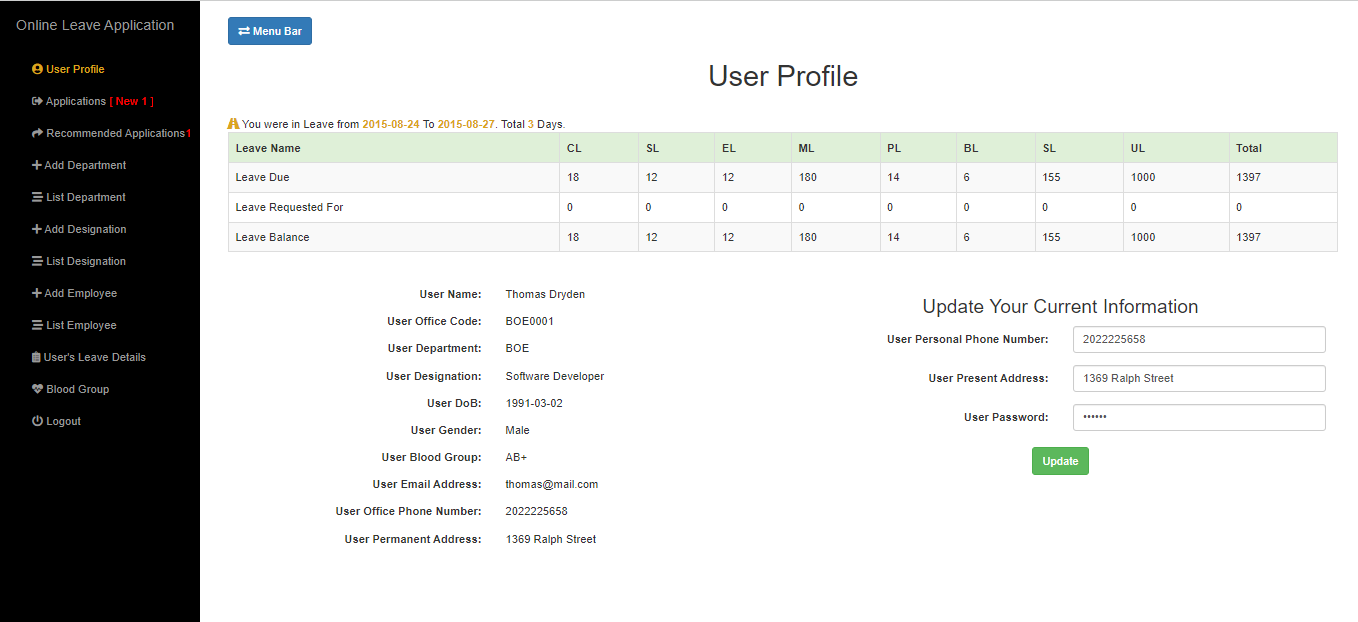 Online Leave Application
User Profile
Applications [ New 1 ]
Recommended Applications1
Add Department
List Department
Add Designation
List Designation
Add Employee
List Employee
User's Leave Details
Blood Group
Logout
Menu Bar
User Profile
You were in Leave from 2015-08-24 To 2015-08-27. Total 3 Days.
Leave Name CL SL EL ML PL BL SL UL Total
Leave Due 18 12 12 180 14 6 155 1000 1397
Leave Requested For 0 0 0 0 0 0 0 0 0
Leave Balance 18 12 12 180 14 6 155 1000 1397
User Name: Thomas Dryden
User Office Code: BOE0001
User Department: BOE
User Designation: Software Developer
User DoB: 1991-03-02
User Gender: Male
User Blood Group: AB+
User Email Address: thomas@mail.com
User Office Phone Number: 2022225658
User Permanent Address: 1369 Ralph Street
Update Your Current Information
User Personal Phone Number: 2022225658
User Present Address: 1369 Ralph Street
User Password: ••••••
Update